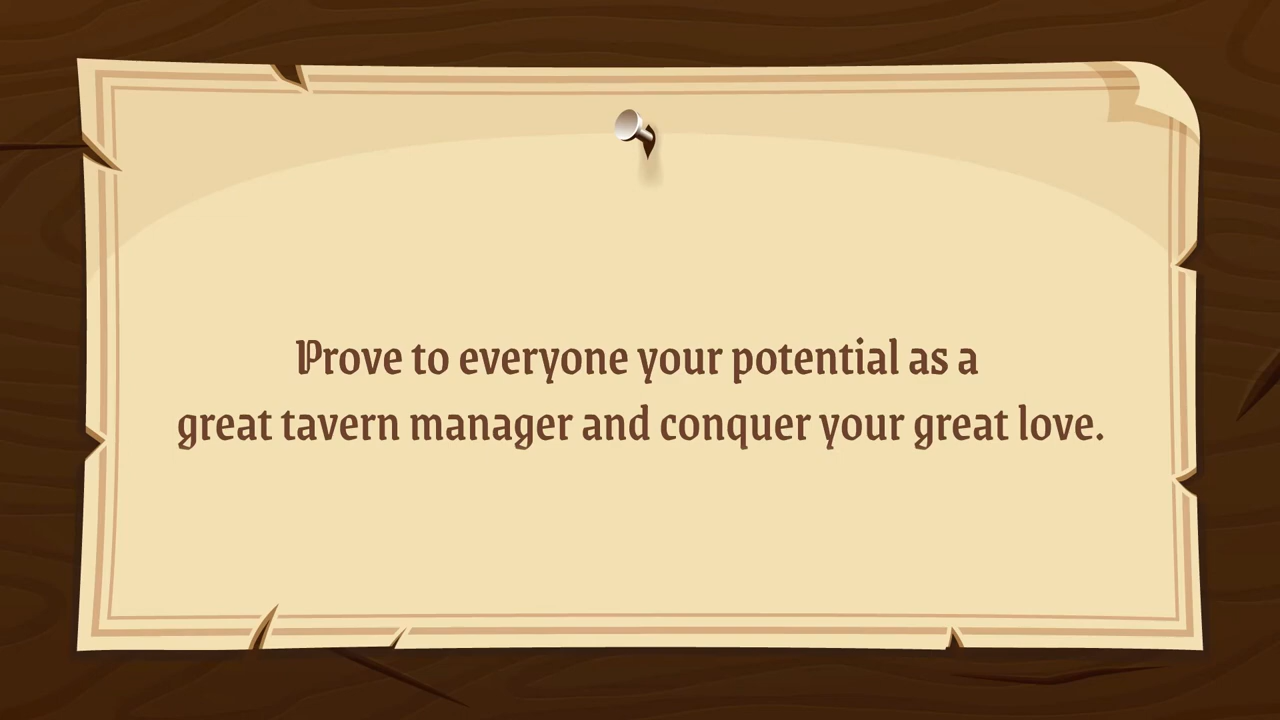 Prove to everyone your potential as a
great tavern manager and conquer your great love.